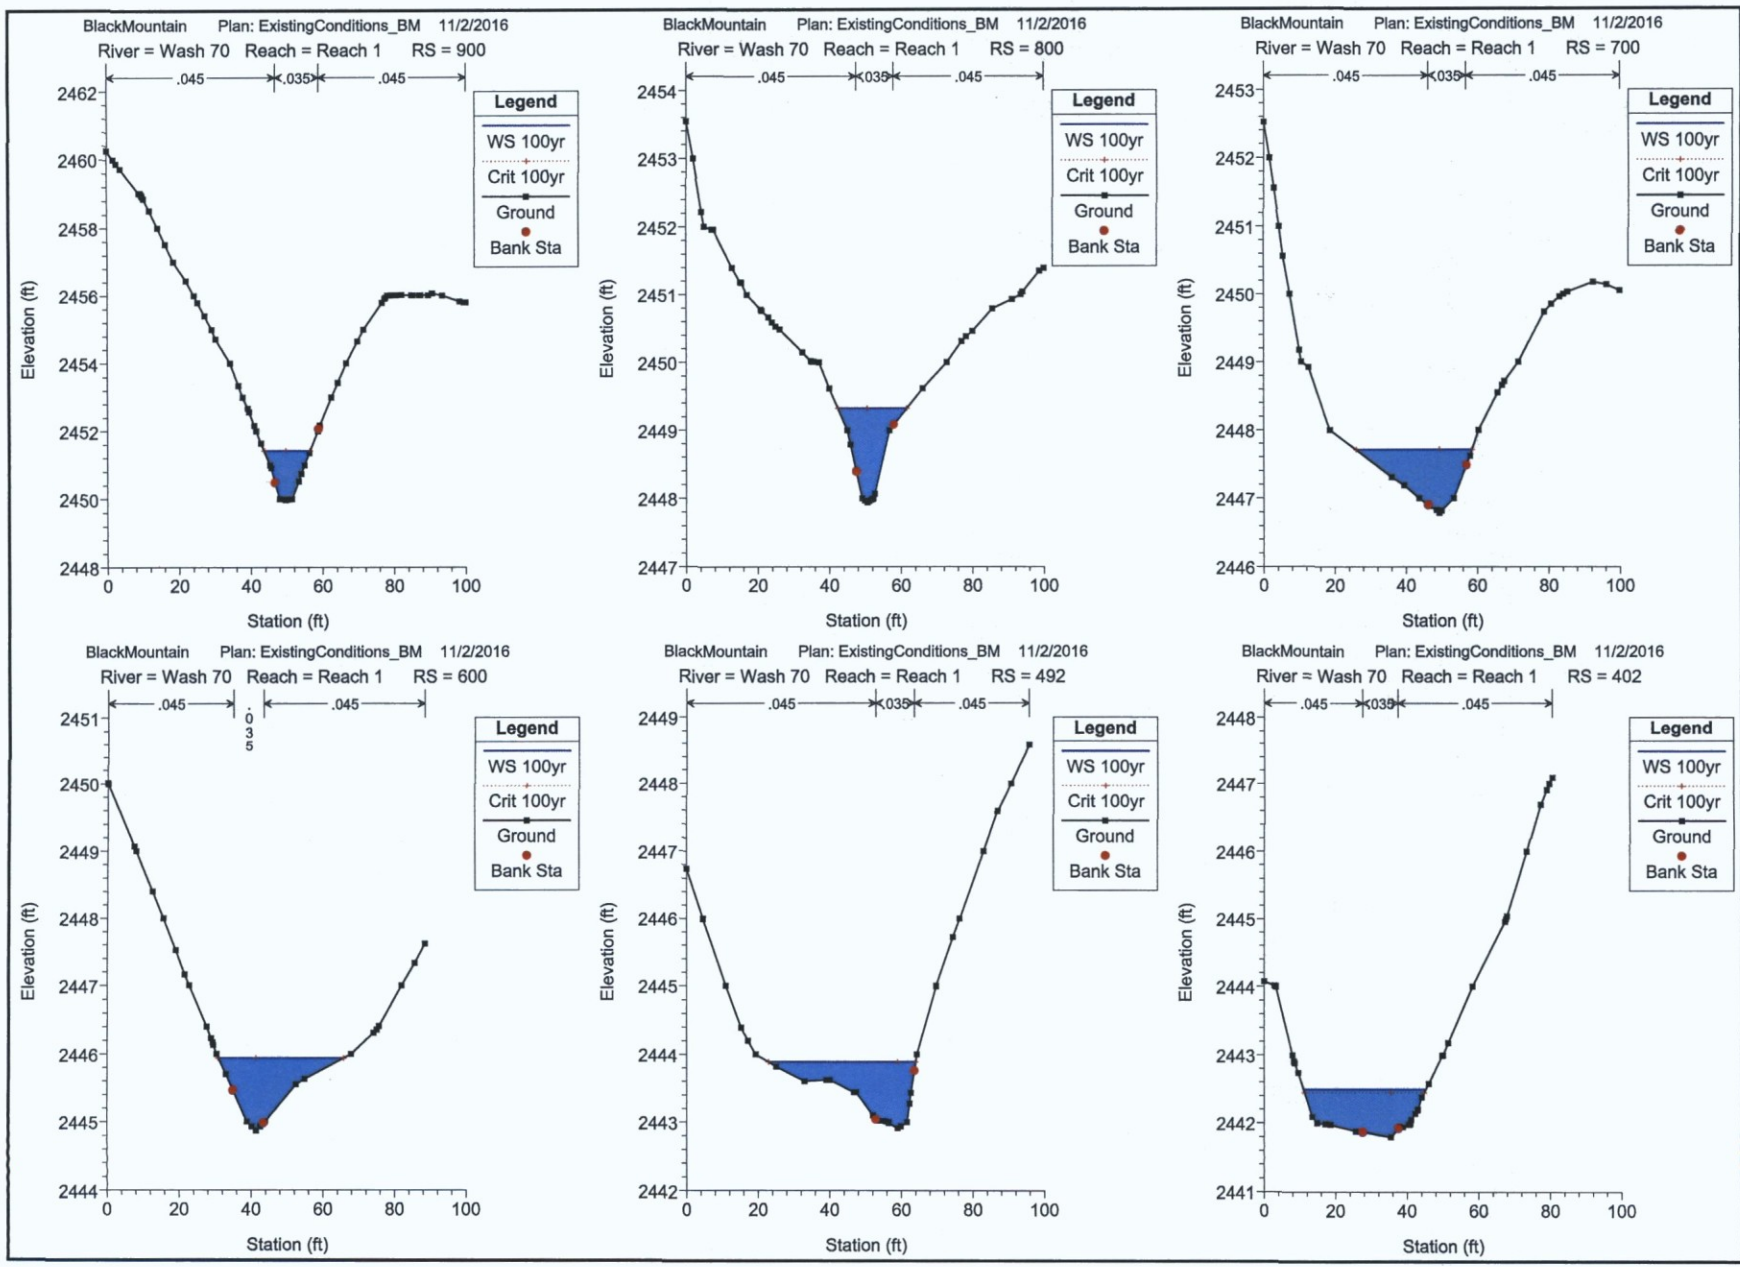 BlackMountain Plan: ExistingConditions_BM 11/2/2016
River = Wash 70 Reach = Reach 1 RS = 900
.045 .035 .045
2462
2460
2458
2456
2454
2452
2450
2448
Elevation (ft)
0 20 40 60 80 100
Station (ft)
Legend
WS 100yr
Crit 100yr
Ground
Bank Sta
BlackMountain Plan: ExistingConditions_BM 11/2/2016
River = Wash 70 Reach = Reach 1 RS = 800
.045 .035 .045
2454
2453
2452
2451
2450
2449
2448
2447
Elevation (ft)
0 20 40 60 80 100
Station (ft)
Legend
WS 100yr
Crit 100yr
Ground
Bank Sta
BlackMountain Plan: ExistingConditions_BM 11/2/2016
River = Wash 70 Reach = Reach 1 RS = 700
.045 .035 .045
2453
2452
2451
2450
2449
2448
2447
2446
Elevation (ft)
0 20 40 60 80 100
Station (ft)
Legend
WS 100yr
Crit 100yr
Ground
Bank Sta
BlackMountain Plan: ExistingConditions_BM 11/2/2016
River = Wash 70 Reach = Reach 1 RS = 600
.045 .035 .045
2451
2450
2449
2448
2447
2446
2445
2444
Elevation (ft)
0 20 40 60 80 100
Station (ft)
Legend
WS 100yr
Crit 100yr
Ground
Bank Sta
BlackMountain Plan: ExistingConditions_BM 11/2/2016
River = Wash 70 Reach = Reach 1 RS = 492
.045 .035 .045
2449
2448
2447
2446
2445
2444
2443
2442
Elevation (ft)
0 20 40 60 80 100
Station (ft)
Legend
WS 100yr
Crit 100yr
Ground
Bank Sta
BlackMountain Plan: ExistingConditions_BM 11/2/2016
River = Wash 70 Reach = Reach 1 RS = 402
.045 .035 .045
2448
2447
2446
2445
2444
2443
2442
2441
Elevation (ft)
0 20 40 60 80 100
Station (ft)
Legend
WS 100yr
Crit 100yr
Ground
Bank Sta